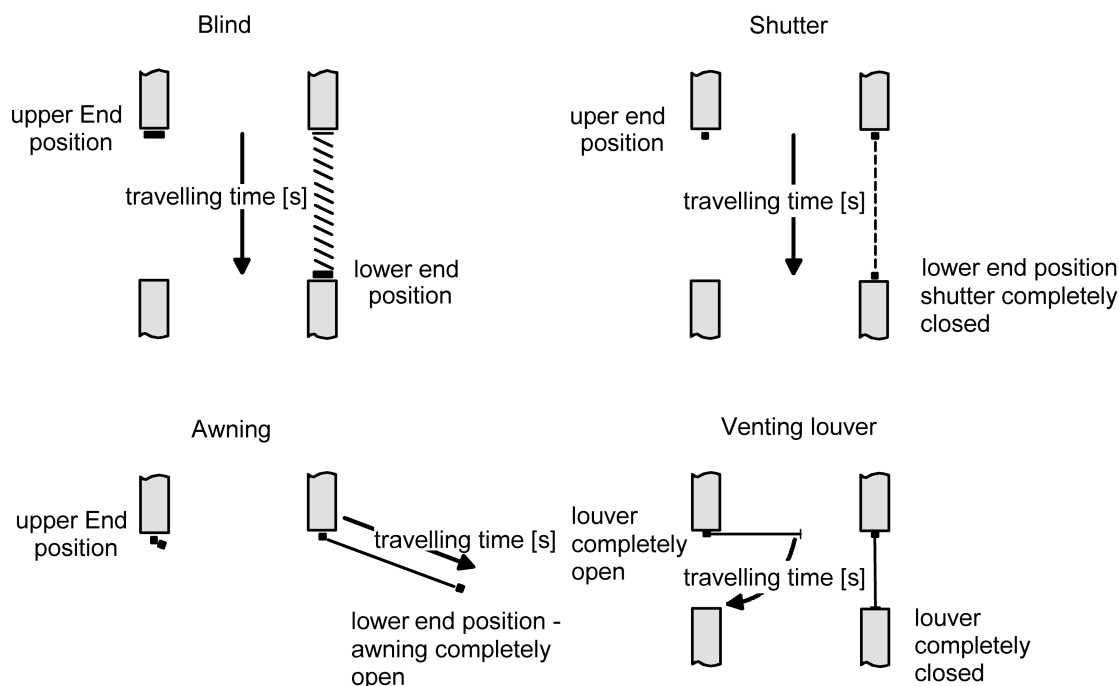 Blind
upper End
position
travelling time [s]
lower end
position
Shutter
uper end
position
travelling time [s]
lower end position
shutter completely
closed
Awning
upper End
position
travelling time [s]
lower end position -
awning completely
open
Venting louver
louver
completely
open
travelling time [s]
louver
completely
closed